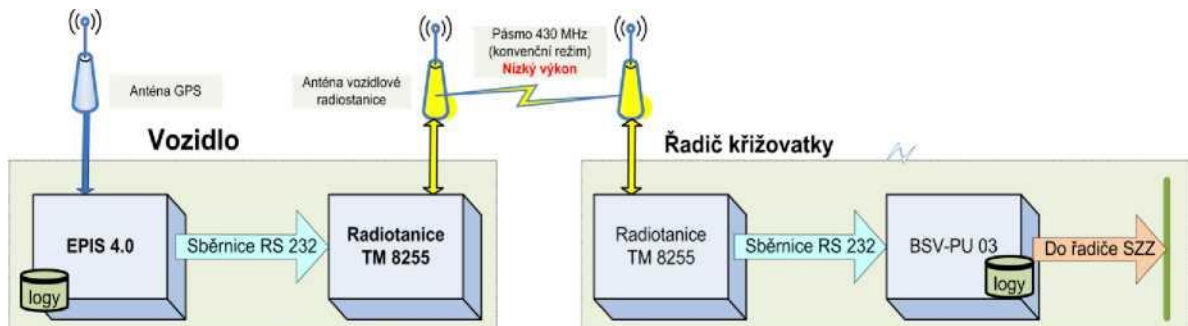 Anténa GPS
Anténa vozidlové
radiostanice
Pásmo 430 MHz
(konvenční režim)
Nízký výkon
Vozidlo
Řadič křižovatky
EPIS 4.0
logy
Sběrnice RS 232
Radiotanice
TM 8255
Radiotanice
TM 8255
Sběrnice RS 232
BSV-PU 03
logy
Do řadiče SZZ